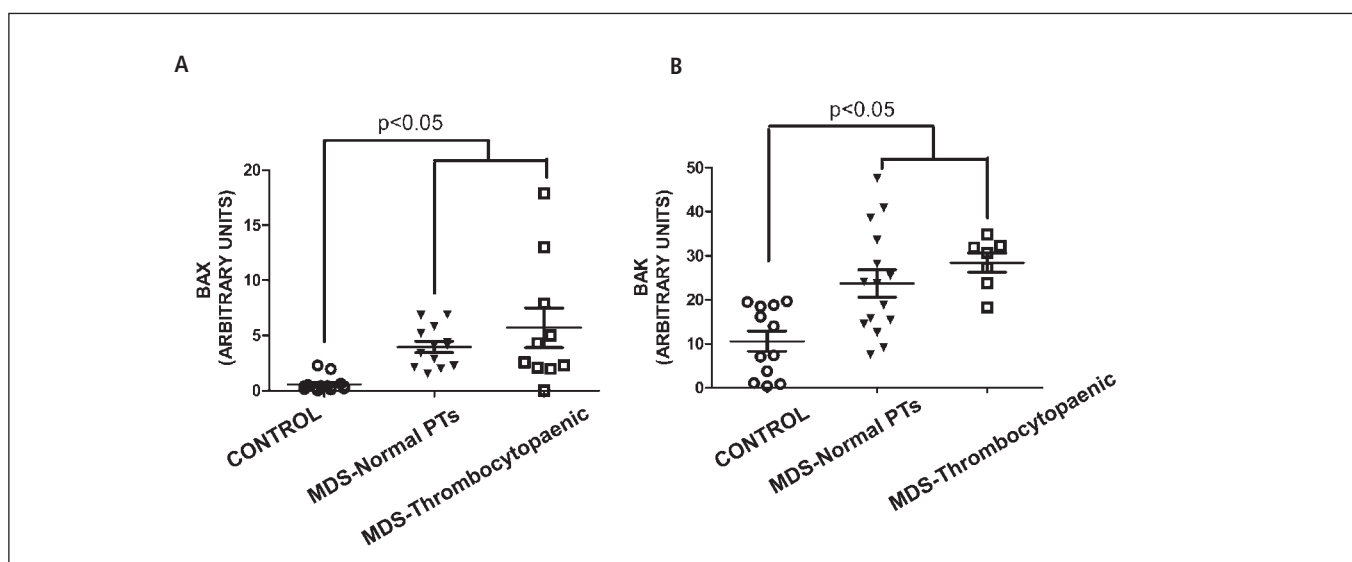 A
p<0.05
BAX
(ARBITRARY UNITS)
20
15
10
5
0
CONTROL
MDS-Normal PTs
MDS-Thrombocytopaenic
B
p<0.05
BAK
(ARBITRARY UNITS)
50
40
30
20
10
0
CONTROL
MDS-Normal PTs
MDS-Thrombocytopaenic